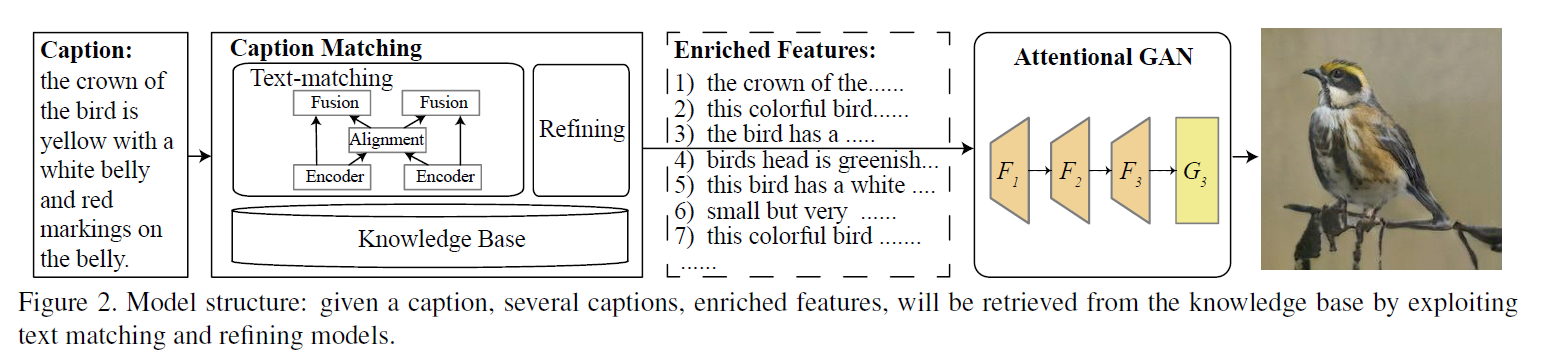 Caption:
the crown of
the bird is
yellow with a
white belly
and red
markings on
the belly.
Caption Matching
Text-matching
Fusion
Fusion
Alignment
Encoder
Encoder
Refining
Knowledge Base
Enriched Features:
1) the crown of the......
2) this colorful bird......
3) the bird has a .....
4) birds head is greenish...
5) this bird has a white ....
6) small but very ......
7) this colorful bird .......
......
Attentional GAN
F1
F2
F3
G3
Figure 2. Model structure: given a caption, several captions, enriched features, will be retrieved from the knowledge base by exploiting
text matching and refining models.